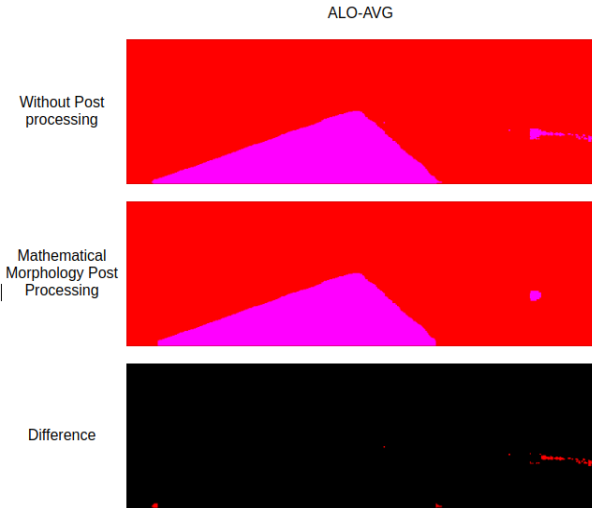 ALO-AVG
Without Post
processing
Mathematical
Morphology Post
Processing
Difference